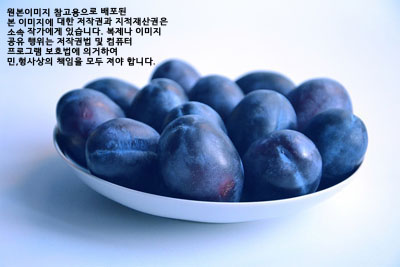 원본이미지 참고용으로 배포된
본 이미지에 대한 저작권과 지적재산권은
소속 작가에게 있습니다. 복제나 이미지
공유 행위는 저작권법 및 컴퓨터
프로그램 보호법에 의거하여
민,형사상의 책임을 모두 져야 합니다.